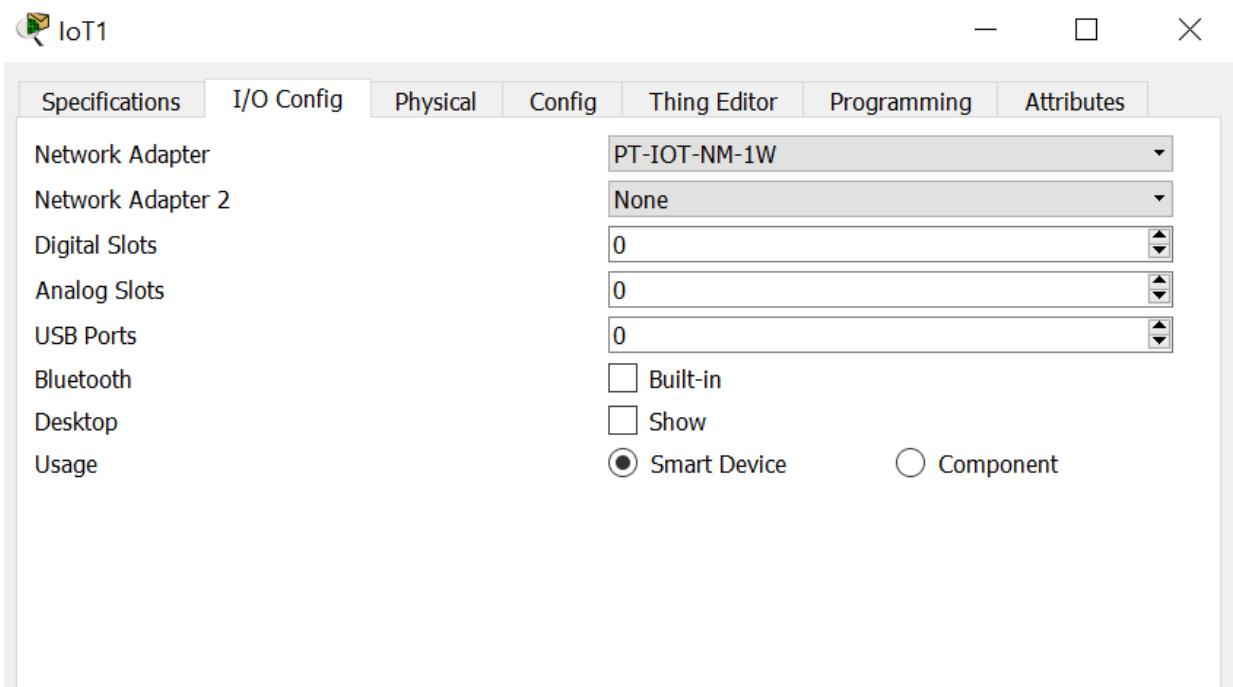 IoT1
Specifications I/O Config Physical Config Thing Editor Programming Attributes
Network Adapter PT-IOT-NM-1W
Network Adapter 2 None
Digital Slots 0
Analog Slots 0
USB Ports 0
Bluetooth Built-in
Desktop Show
Usage Smart Device Component